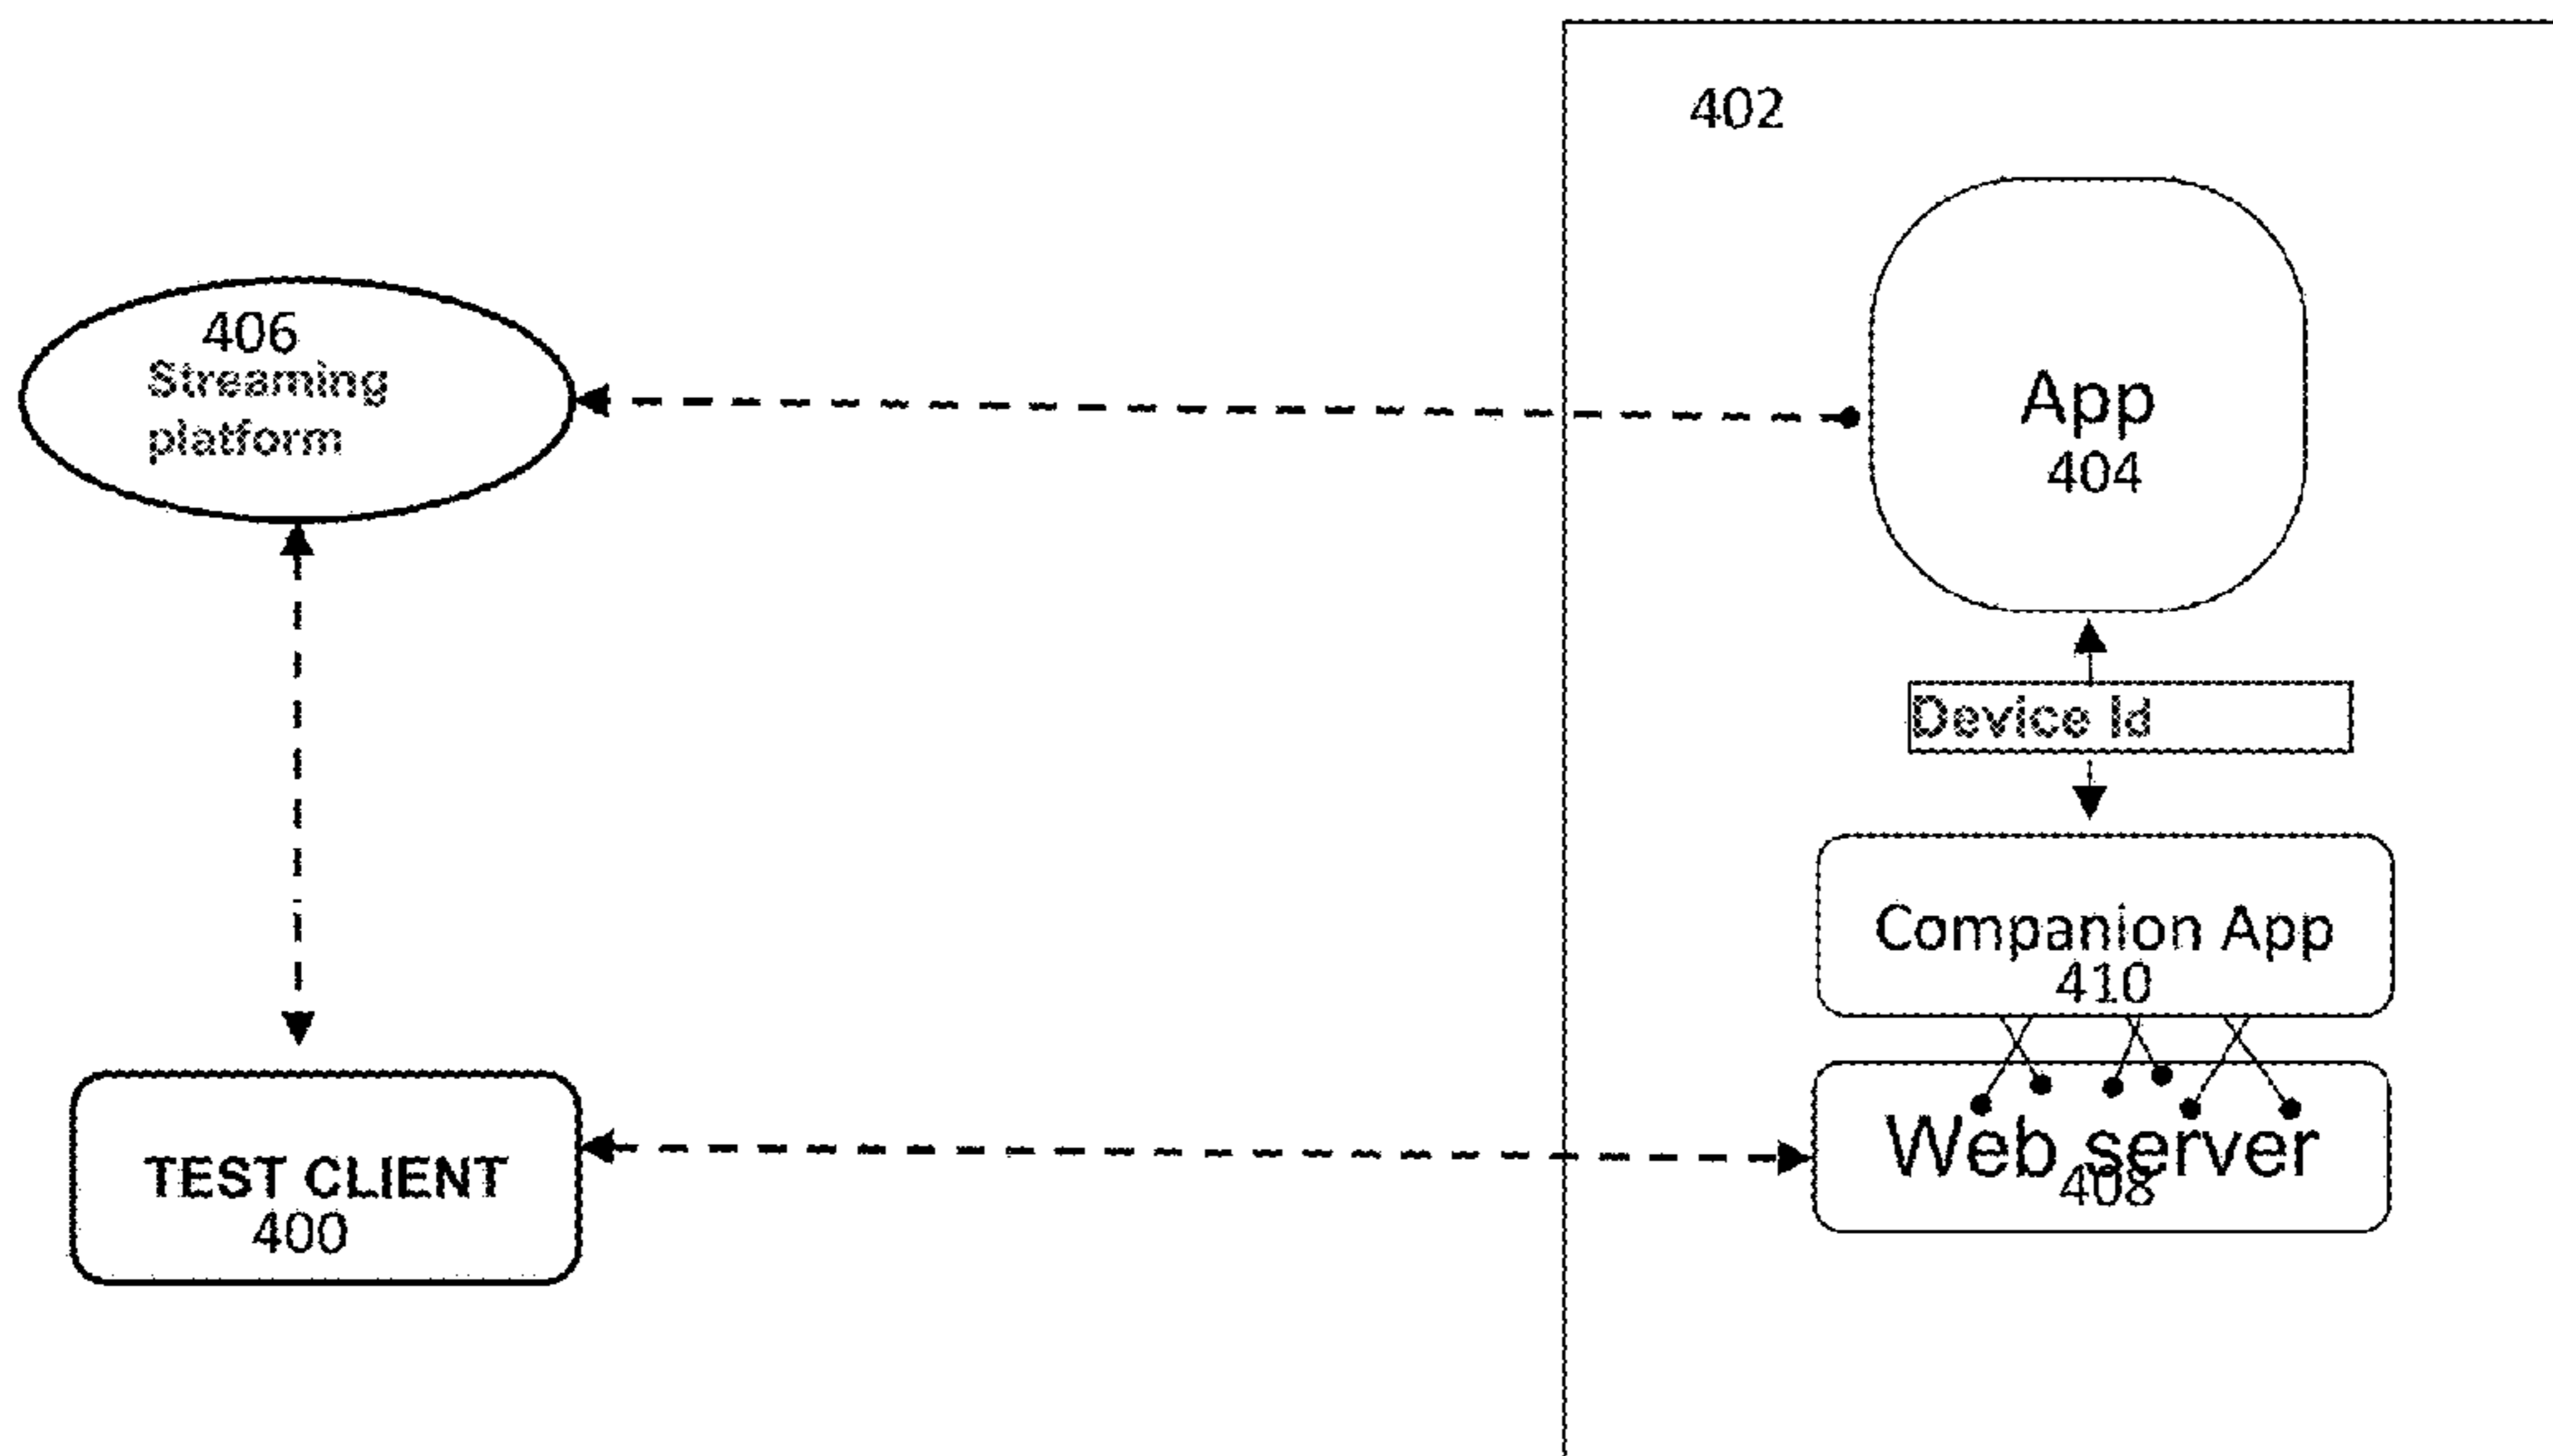 402
406
Streaming
platform
App
404
Device Id
Companion App
410
Web server
408
TEST CLIENT
400